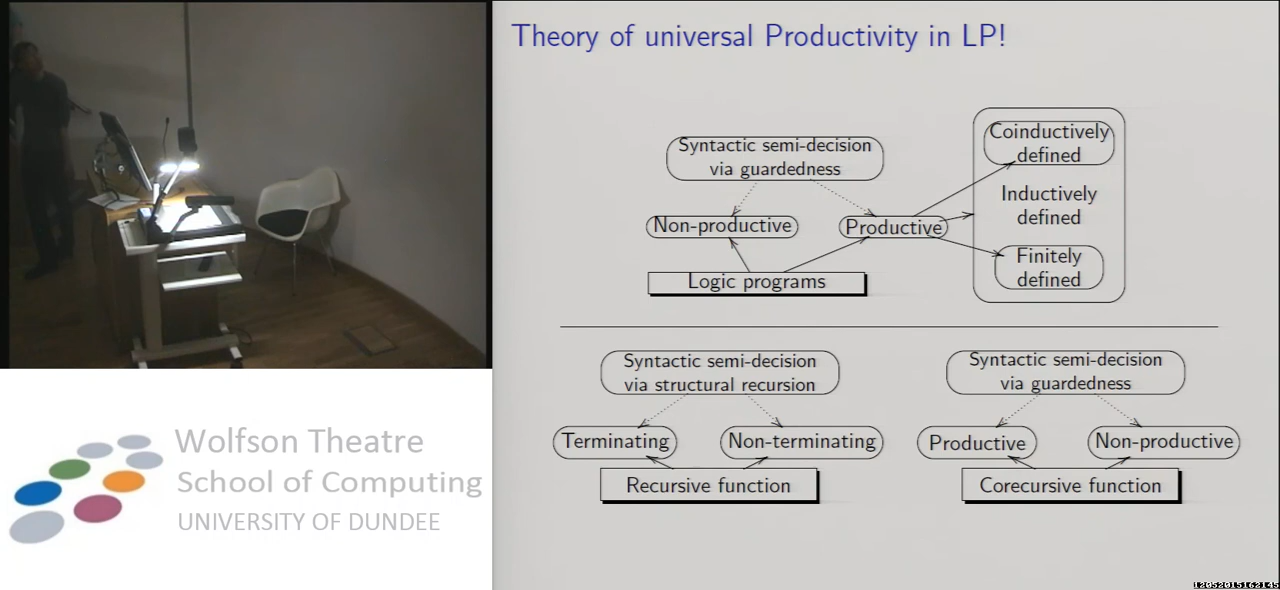 Theory of universal Productivity in LP!
Syntactic semi-decision
via guardedness
Coinductively
defined
Inductively
defined
Finitely
defined
Non-productive
Productive
Logic programs
Syntactic semi-decision
via structural recursion
Terminating
Non-terminating
Recursive function
Syntactic semi-decision
via guardedness
Productive
Non-productive
Corecursive function
Wolfson Theatre
School of Computing
UNIVERSITY OF DUNDEE